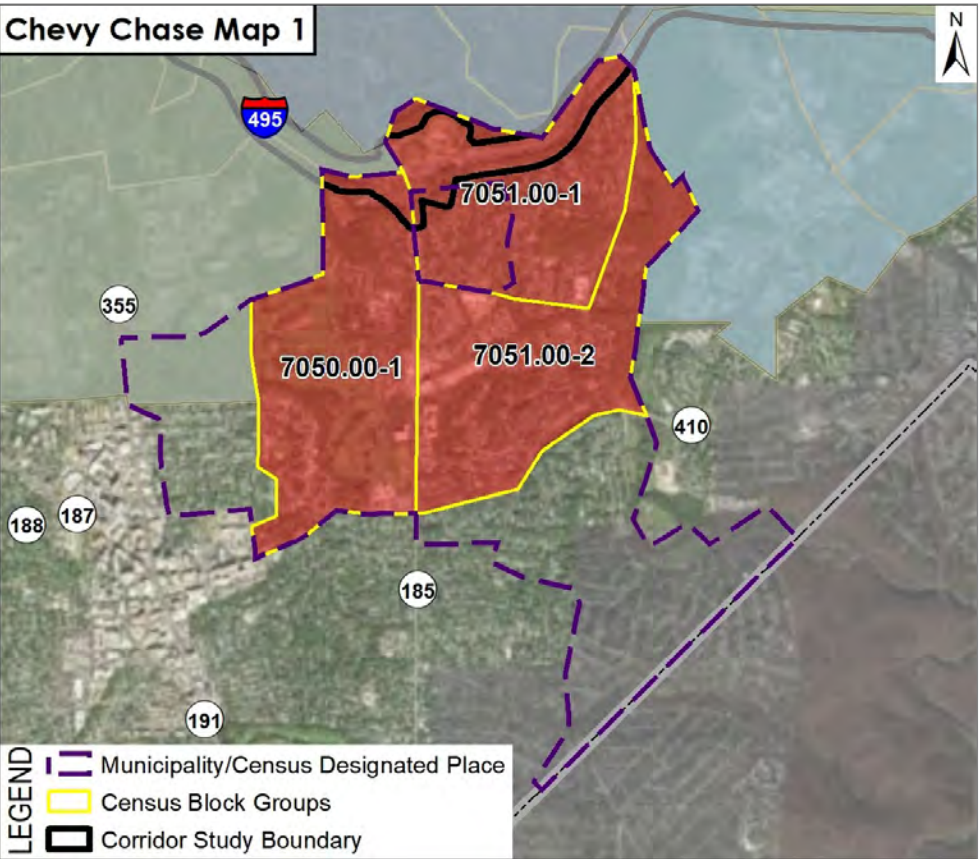 Chevy Chase Map 1
N
495
7051.00-1
355
7050.00-1
7051.00-2
410
188
187
185
191
LEGEND
Municipality/Census Designated Place
Census Block Groups
Corridor Study Boundary